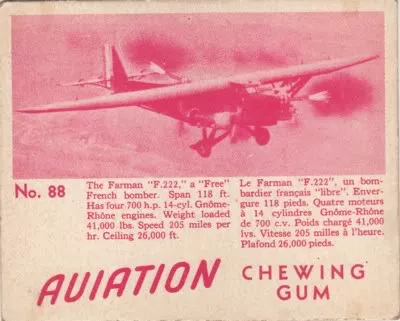 No. 88
The Farman "F.222," a "Free"
French bomber. Span 118 ft.
Has four 700 h.p. 14-cyl. Gnôme-
Rhône engines. Weight loaded
41,000 lbs. Speed 205 miles per
hr. Ceiling 26,000 ft.
Le Farman "F.222", un bom-
bardier français "libre". Enver-
gure 118 pieds. Quatre moteurs
à 14 cylindres Gnôme-Rhône
de 700 c.v. Poids chargé 41,000
lvs. Vitesse 205 milles à l'heure.
Plafond 26,000 pieds.
AVIATION CHEWING
GUM